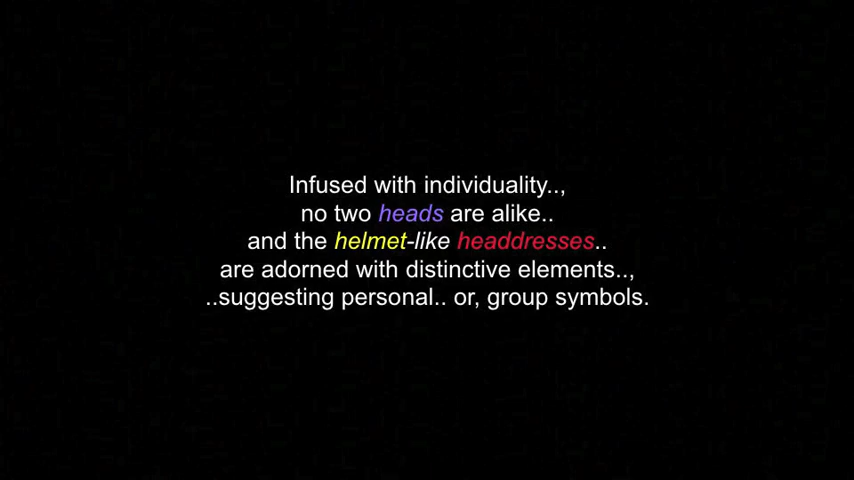 Infused with individuality..,
no two heads are alike..
and the helmet-like headdresses..
are adorned with distinctive elements..,
..suggesting personal.. or, group symbols.